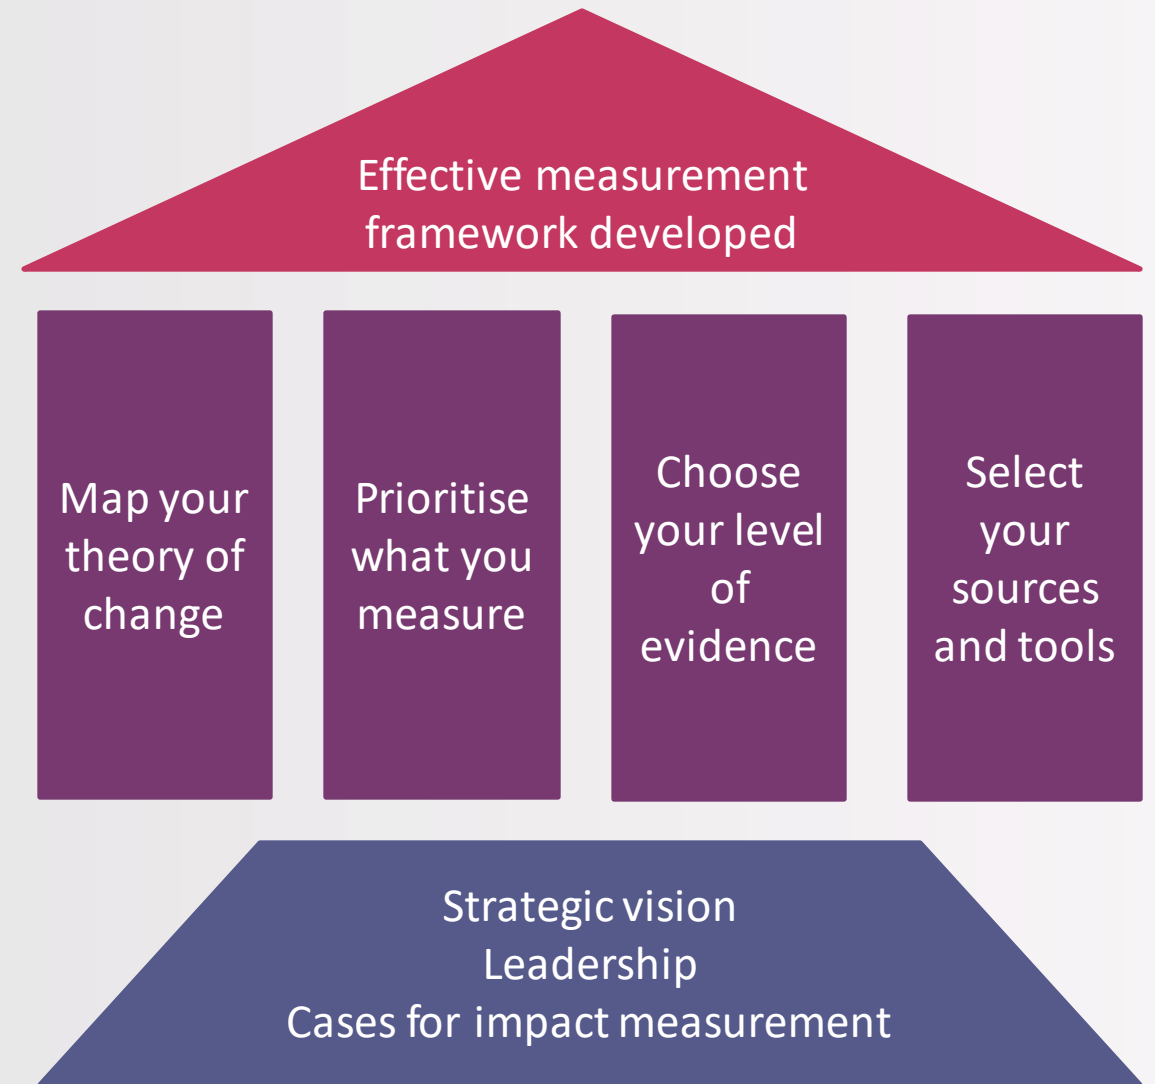 Effective measurement
framework developed
Map your
theory of
change
Prioritise
what you
measure
Choose
your level
of
evidence
Select
your
sources
and tools
Strategic vision
Leadership
Cases for impact measurement